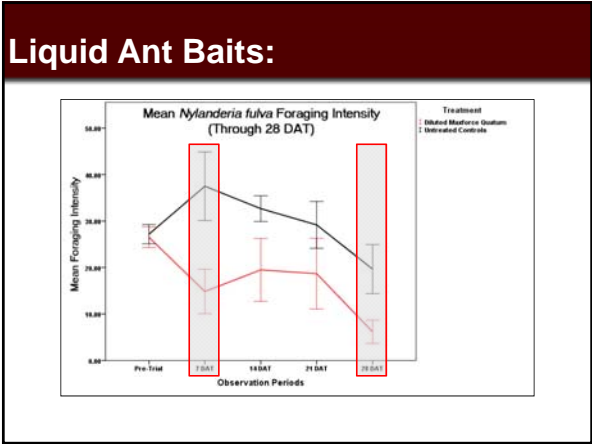 Liquid Ant Baits:
Mean Nylanderia fulva Foraging Intensity
(Through 28 DAT)
Treatment
Diluted Maxforce Quatum
Untreated Controls
50.00
40.00
30.00
20.00
10.00
0.00
Mean Foraging Intensity
Pre-Trial
7 DAT
14 DAT
21 DAT
28 DAT
Observation Periods